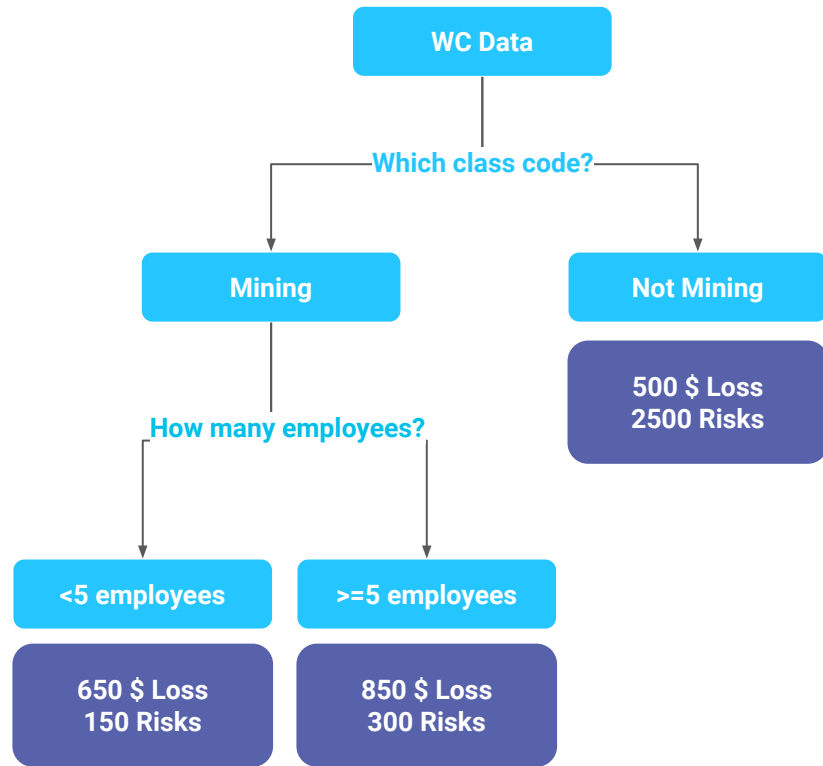 WC Data
Which class code?
Mining
Not Mining
500 $ Loss
2500 Risks
How many employees?
<5 employees
>=5 employees
650 $ Loss
150 Risks
850 $ Loss
300 Risks